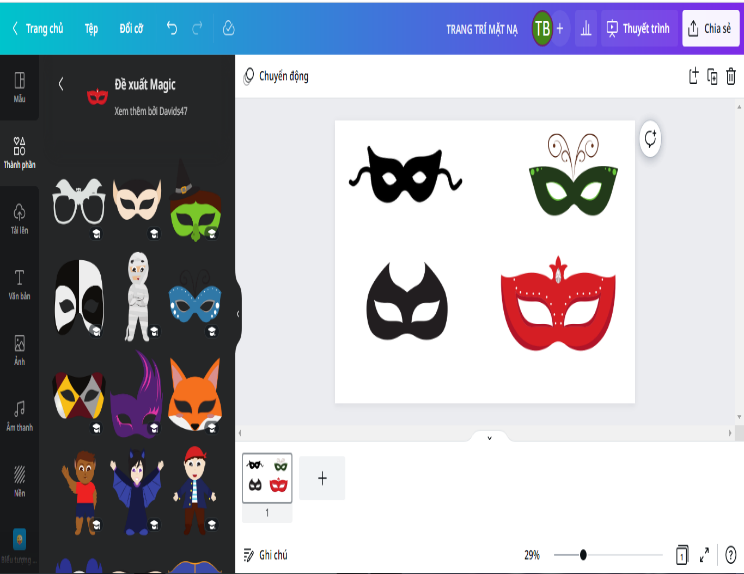 Trang chủ Tệp Đổi cỡ TRANG TRÍ MẶT NẠ TB + Thuyết trình Chia sẻ
Mẫu
Thành phần
Tải lên
Văn bản
Ảnh
Âm thanh
Nền
Đề xuất Magic
Xem thêm bởi Davids47
Chuyển động
1
Ghi chú 29% 1